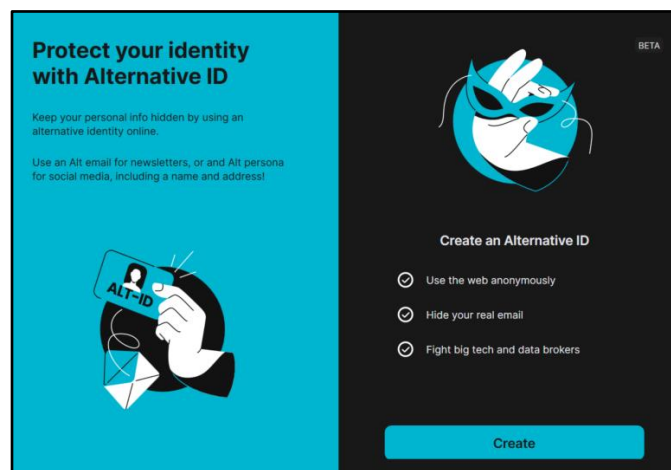 Protect your identity
with Alternative ID
Keep your personal info hidden by using an
alternative identity online.
Use an Alt email for newsletters, or and Alt persona
for social media, including a name and address!
ALT-ID
BETA
Create an Alternative ID
Use the web anonymously
Hide your real email
Fight big tech and data brokers
Create